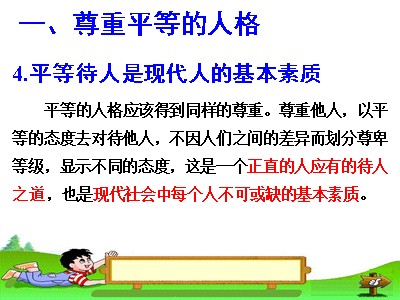 一、尊重平等的人格
4.平等待人是现代人的基本素质
平等的人格应该得到同样的尊重。尊重他人，以平
等的态度去对待他人，不因人们之间的差异而划分尊卑
等级，显示不同的态度，这是一个正直的人应有的待人
之道，也是现代社会中每个人不可或缺的基本素质。